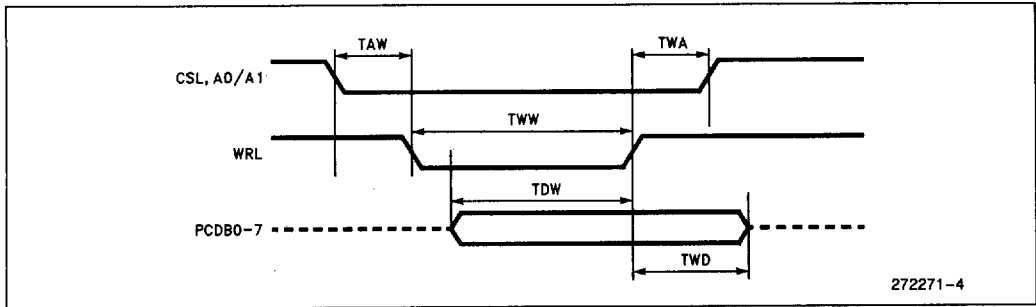 TAW
TWA
CSL, A0/A1
TWW
WRL
TDW
PCDB0-7
TWD
272271-4